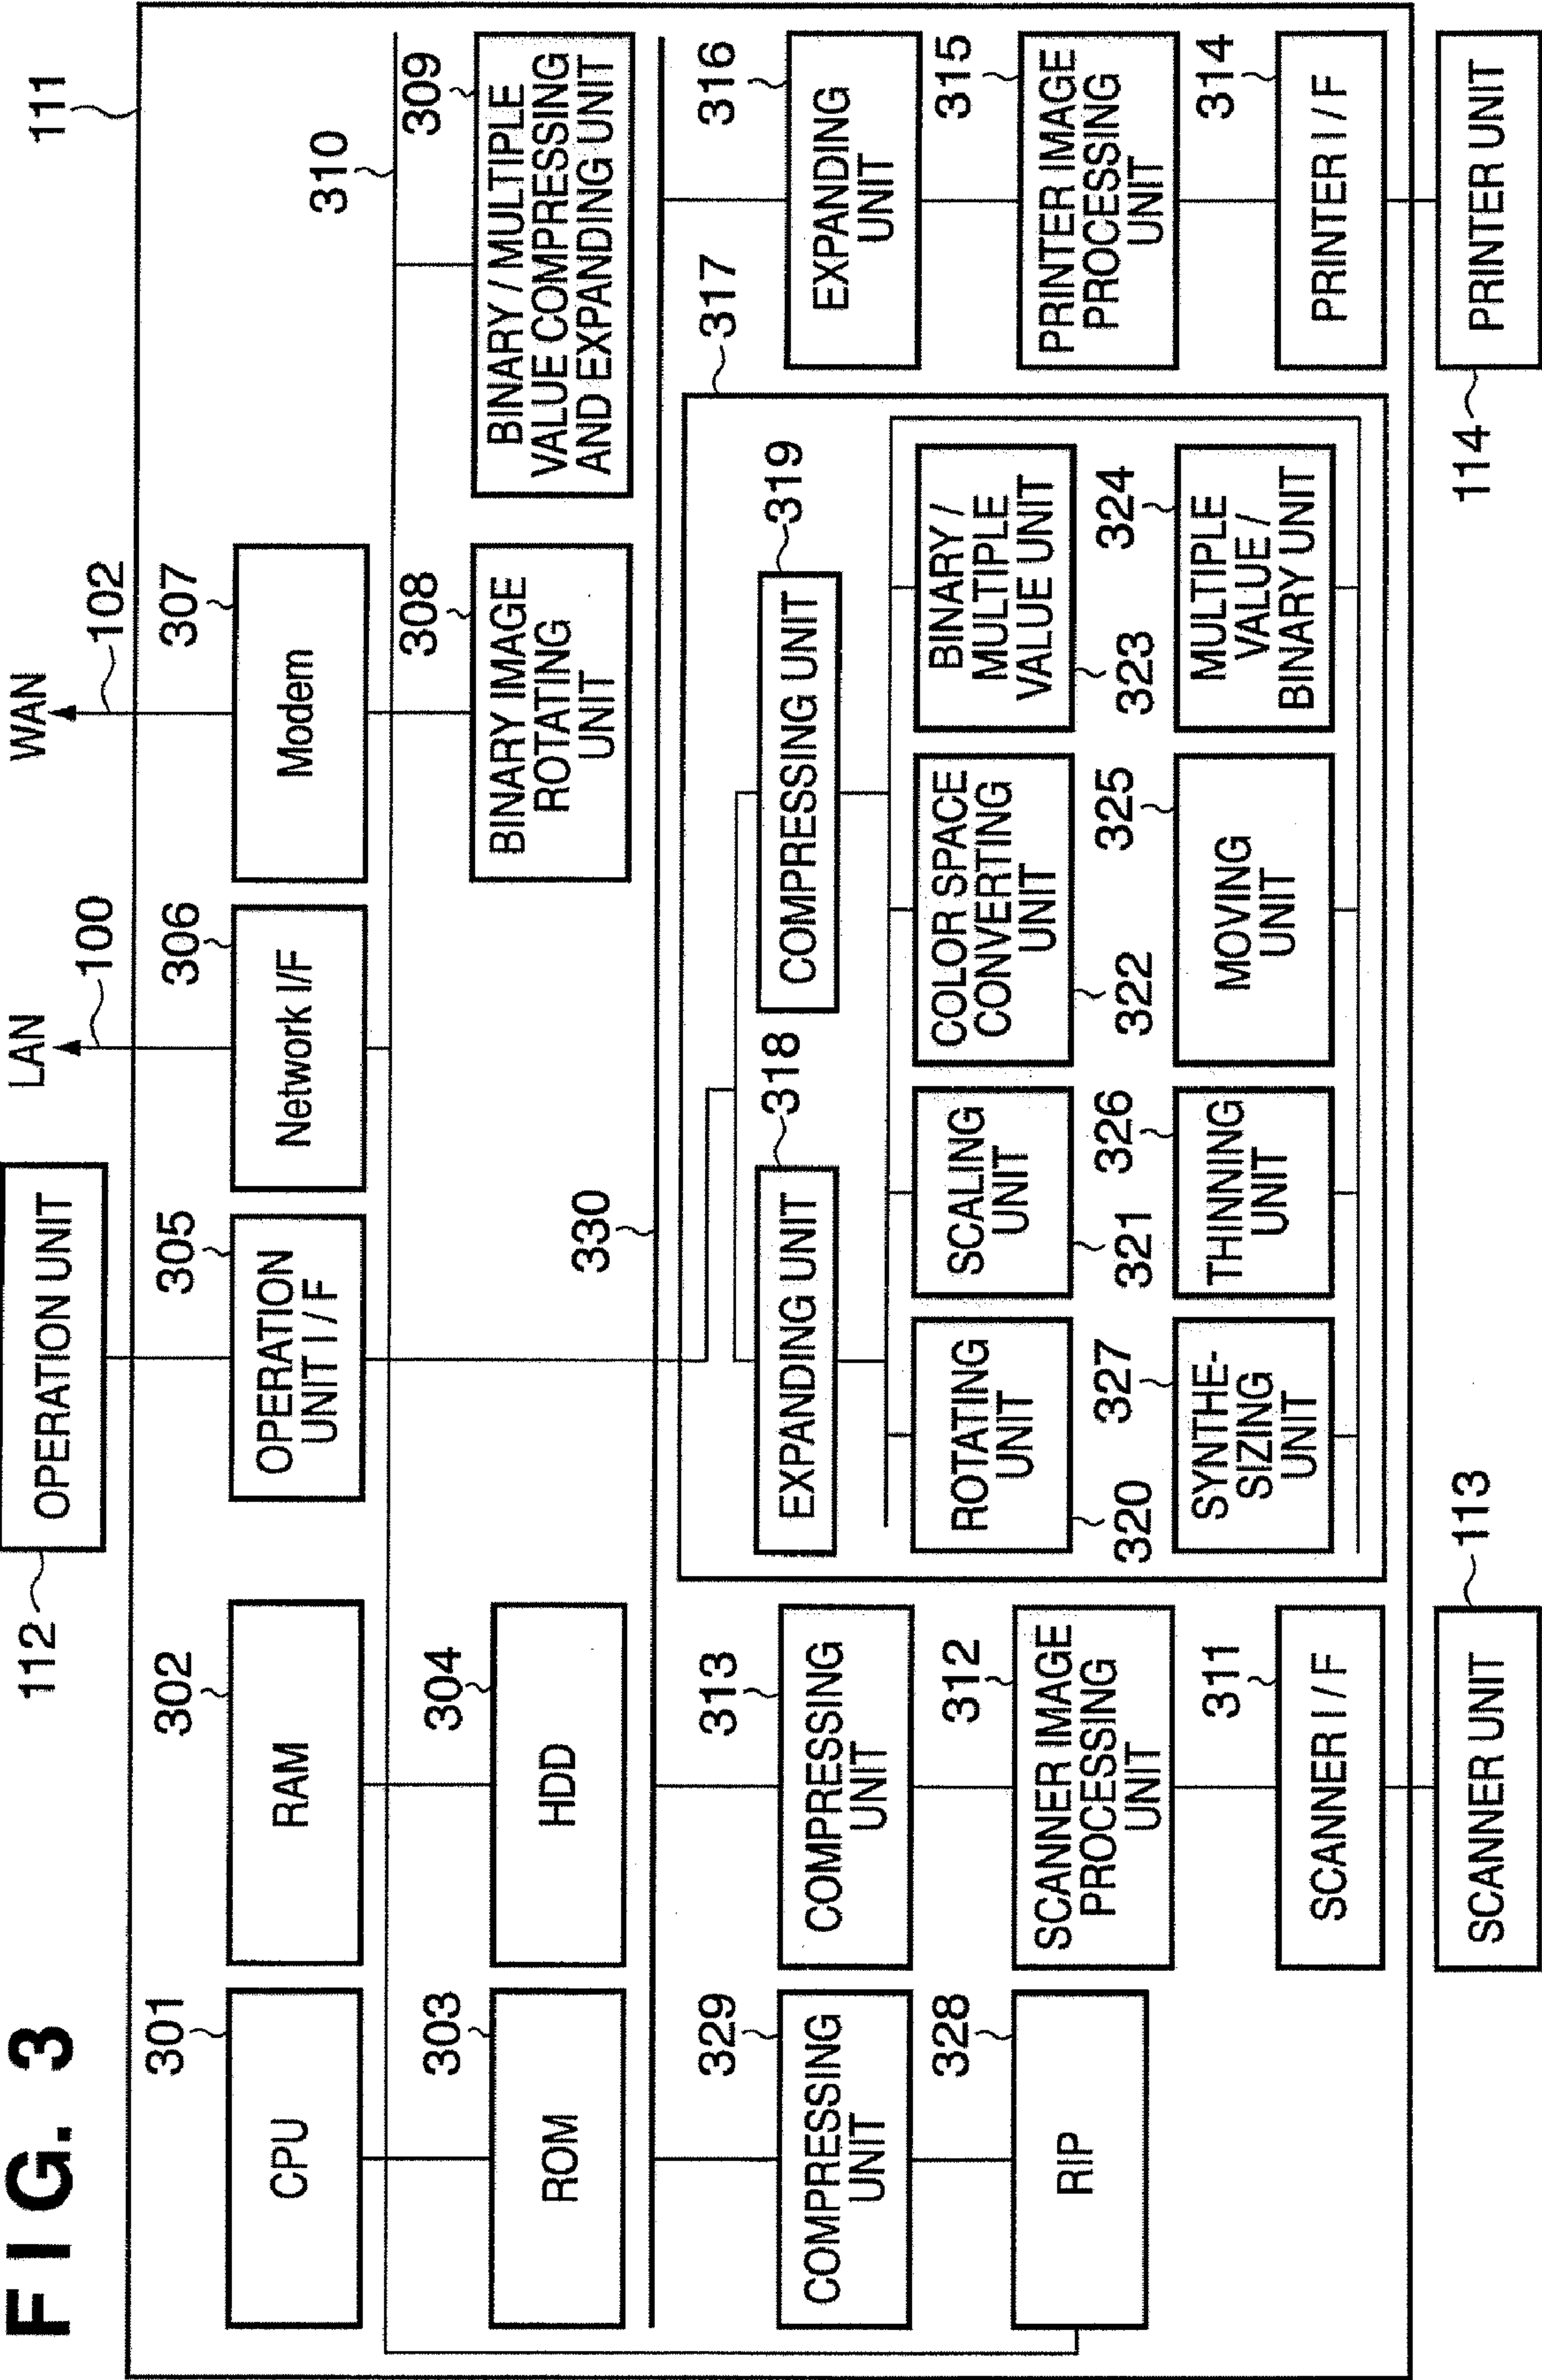 FIG. 3
WAN
LAN
102
100
111
OPERATION UNIT
112
301
CPU
302
RAM
305
OPERATION
UNIT I / F
306
Network I/F
307
Modem
310
303
ROM
304
HDD
308
BINARY IMAGE
ROTATING
UNIT
309
BINARY / MULTIPLE
VALUE COMPRESSING
AND EXPANDING UNIT
330
329
COMPRESSING
UNIT
313
COMPRESSING
UNIT
317
316
EXPANDING
UNIT
318
EXPANDING UNIT
319
COMPRESSING UNIT
328
RIP
312
SCANNER IMAGE
PROCESSING
UNIT
ROTATING
UNIT
320
SCALING
UNIT
321
COLOR SPACE
CONVERTING
UNIT
322
BINARY /
MULTIPLE
VALUE UNIT
323
315
PRINTER IMAGE
PROCESSING
UNIT
327
SYNTHE-
SIZING
UNIT
326
THINNING
UNIT
325
MOVING
UNIT
324
MULTIPLE
VALUE /
BINARY UNIT
311
SCANNER I / F
314
PRINTER I / F
SCANNER UNIT
113
114
PRINTER UNIT